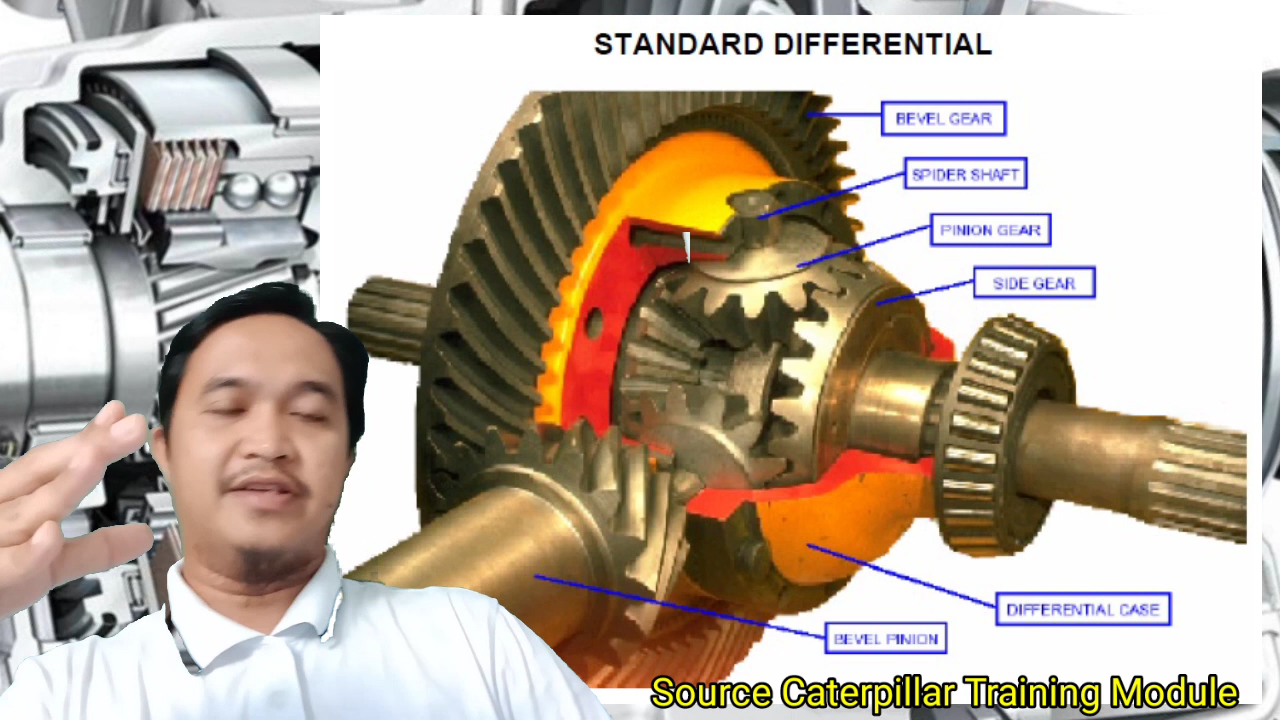 STANDARD DIFFERENTIAL
BEVEL GEAR
SPIDER SHAFT
PINION GEAR
SIDE GEAR
DIFFERENTIAL CASE
BEVEL PINION
Source Caterpillar Training Module